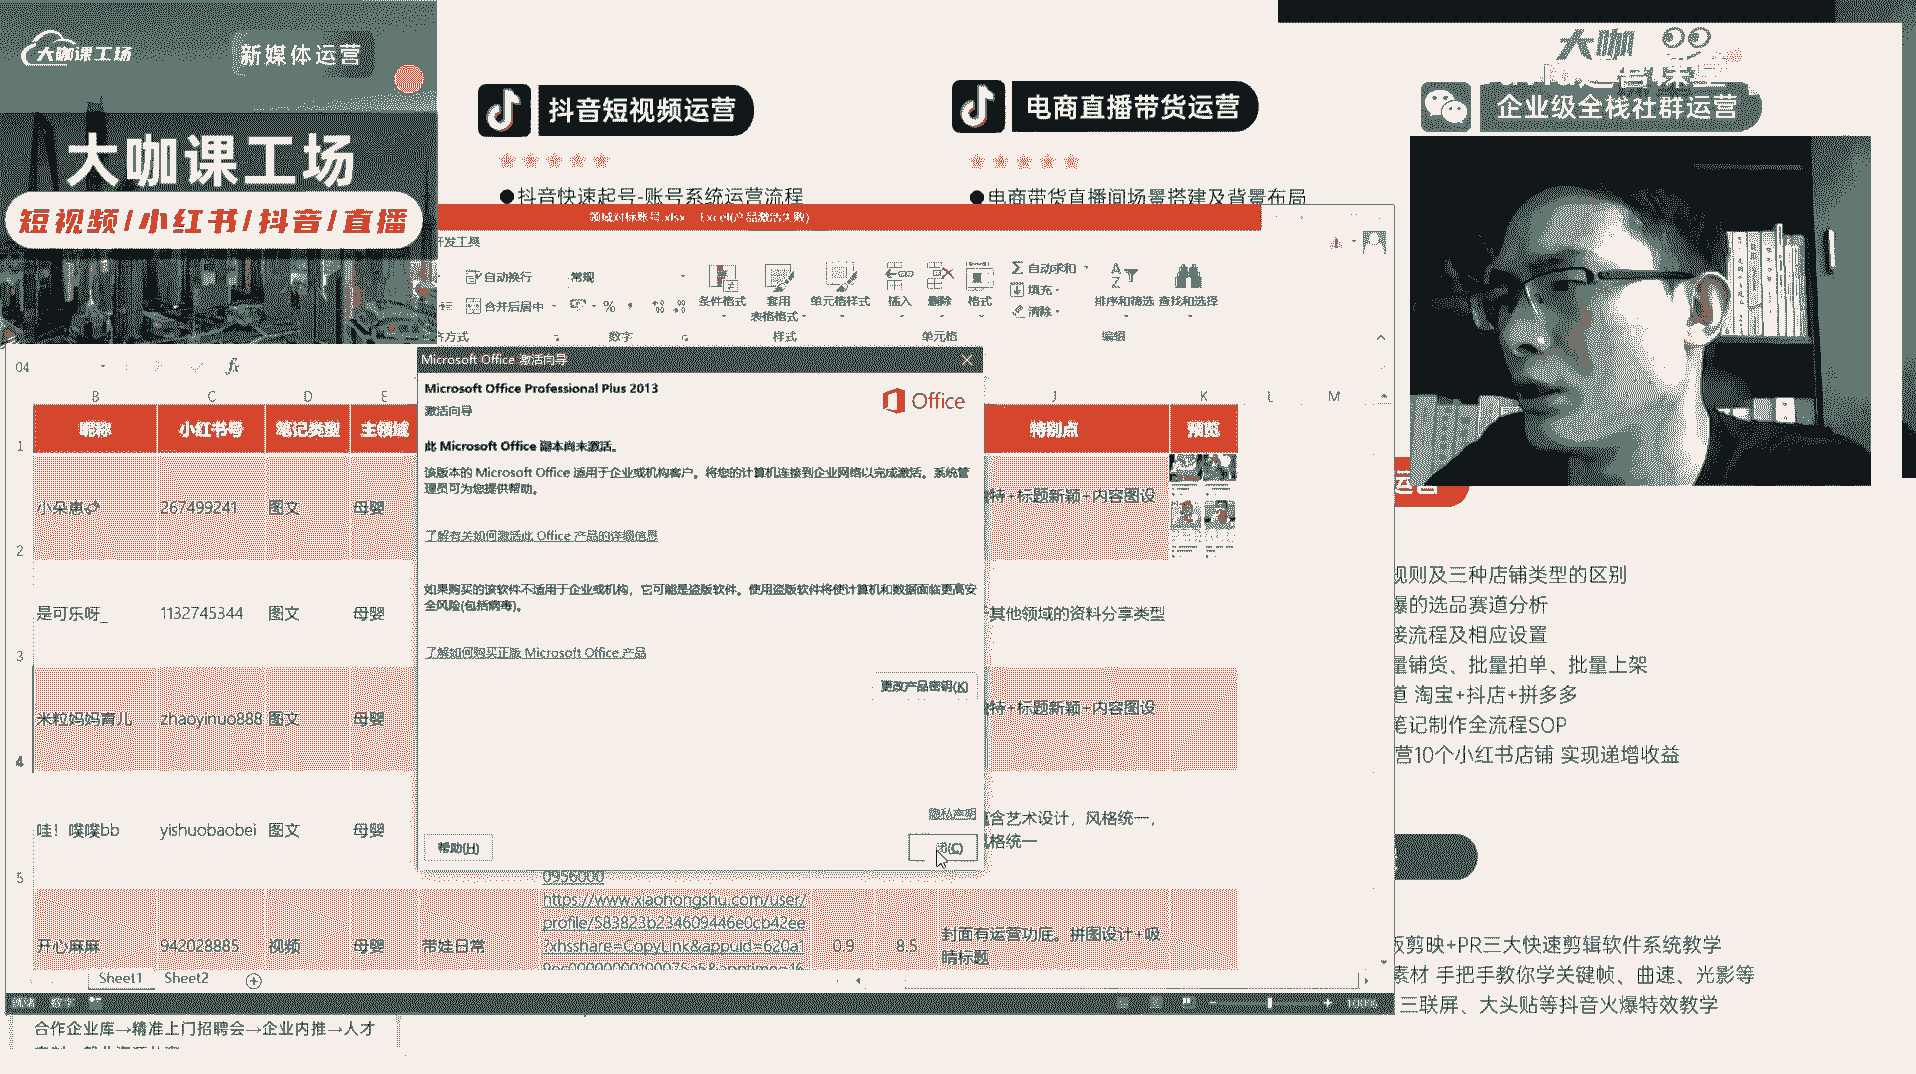 大咖课工场
新媒体运营
大咖课工场
短视频/小红书/抖音/直播
抖音短视频运营
●抖音快速起号-账号系统运营流程
电商直播带货运营
●电商带货直播间场景搭建及背景布局
大咖
企业级全栈社群运营
领域对标账号.xlsx - Excel(产品激活失败)
开发工具
自动换行
常规
合并后居中
条件格式
套用
表格格式
单元格样式
插入
删除
格式
自动求和
填充
清除
排序和筛选
查找和选择
齐方式
数字
样式
单元格
编辑
O4
fx
B C D E J K L M
1 昵称 小红书号 笔记类型 主领域 特别点 预览
2 267499241 图文 母婴
特+标题新颖+内容图设
3 是可乐呀_ 1132745344 图文 母婴
其他领域的资料分享类型
4 米粒妈妈育儿 zhaoyinuo888 图文 母婴
特+标题新颖+内容图设
5 哇！噗噗bb yishuobaobei 图文 母婴
含艺术设计，风格统一，
风格统一
0956000
开心麻麻 942028885 视频 母婴 带娃日常
https://www.xiaohongshu.com/user/
profile/583823b234609446e0cb42ee
?xhsshare=CopyLink&appuid=620a1
0.9 8.5
封面有运营功底。拼图设计+吸
睛标题
Microsoft Office 激活向导
Microsoft Office Professional Plus 2013
激活向导
Office
此 Microsoft Office 副本尚未激活。
该版本的 Microsoft Office 适用于企业或机构客户。将您的计算机连接到企业网络以完成激活。系统管
理员可为您提供帮助。
了解有关如何激活此 Office 产品的详细信息
如果购买的该软件不适用于企业或机构，它可能是盗版软件。使用盗版软件将使计算机和数据面临更高安
全风险(包括病毒)。
了解如何购买正版 Microsoft Office 产品
更改产品密钥(K)
隐私声明
帮助(H)
闭(C)
Sheet1 Sheet2
就绪 数字
100%
合作企业库→精准上门招聘会→企业内推→人才
运营
规则及三种店铺类型的区别
爆的选品赛道分析
接流程及相应设置
量铺货、批量拍单、批量上架
道 淘宝+抖店+拼多多
笔记制作全流程SOP
营10个小红书店铺 实现递增收益
版剪映+PR三大快速剪辑软件系统教学
素材 手把手教你学关键帧、曲速、光影等
三联屏、大头贴等抖音火爆特效教学